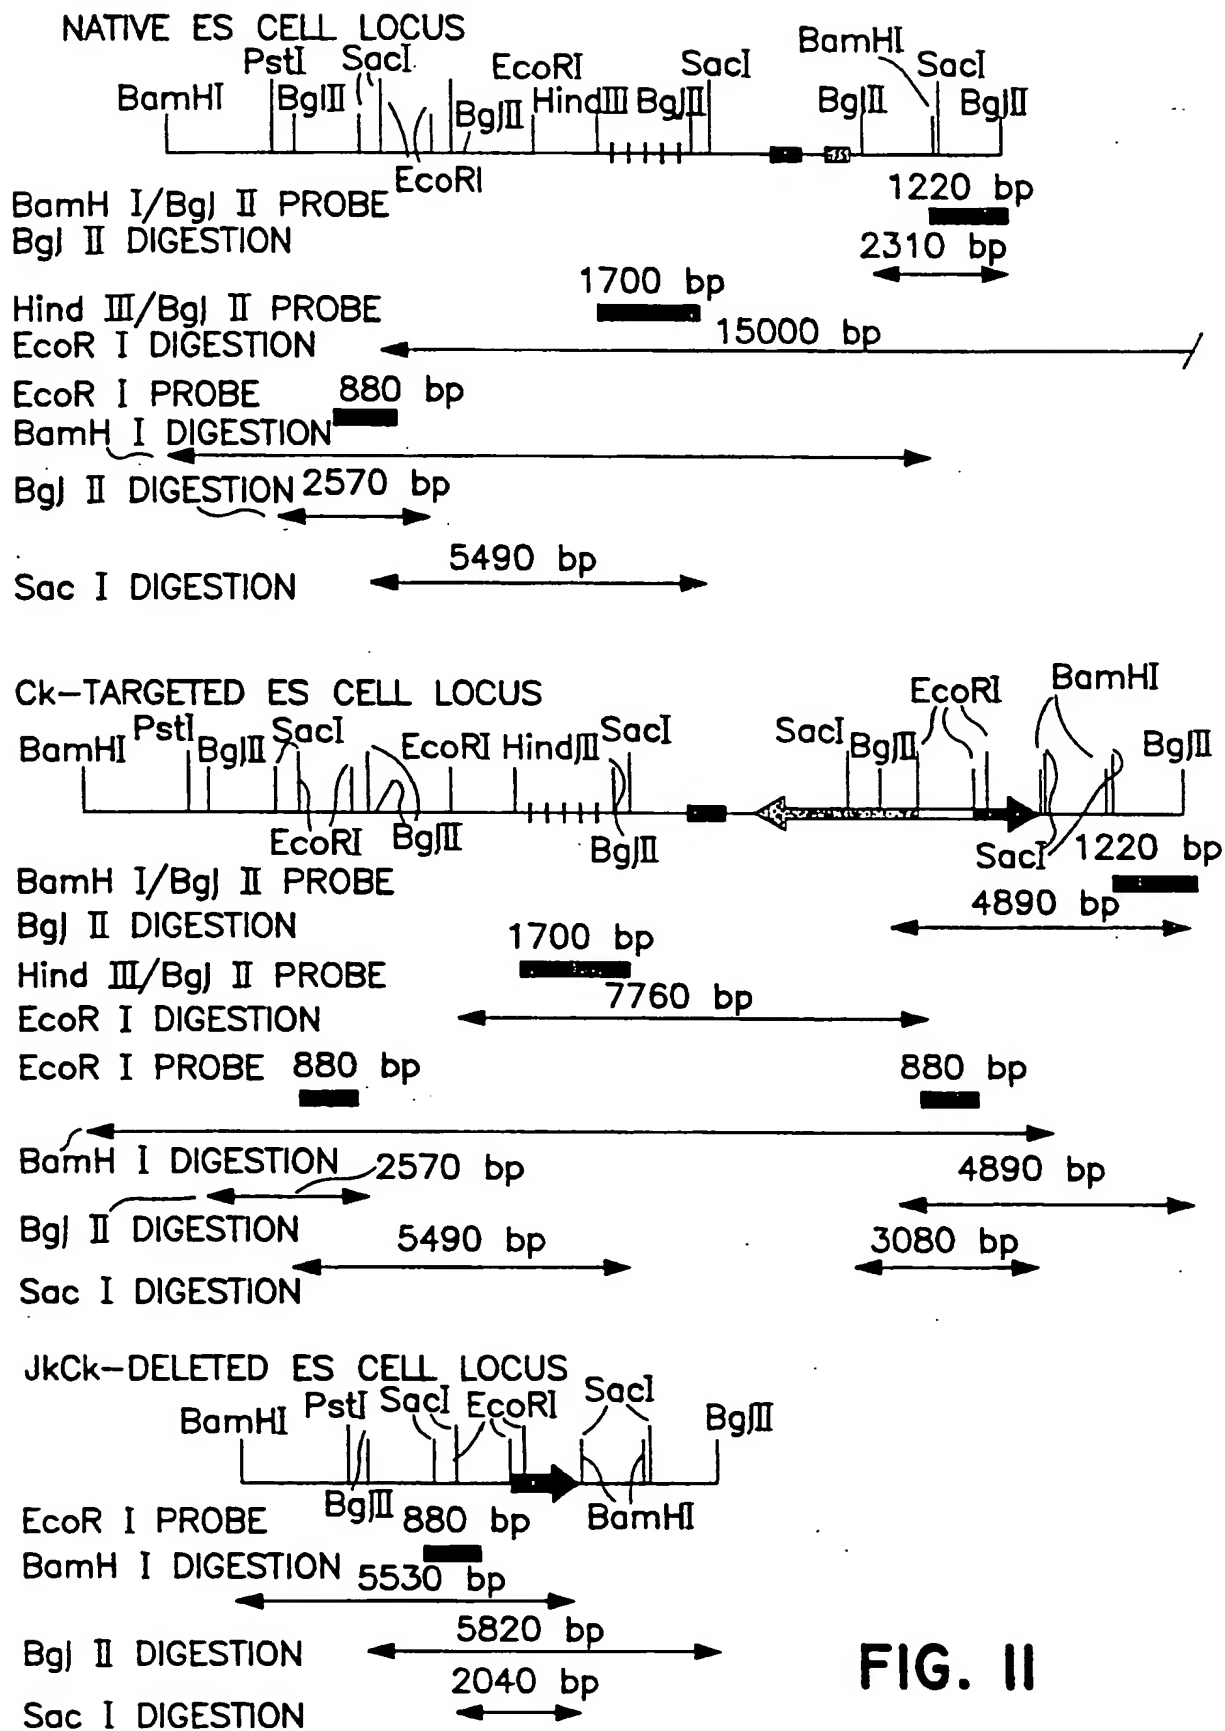 NATIVE ES CELL LOCUS
BamHI PstI BglII SacI EcoRI BglII EcoRI HindIII BglII SacI BglII BamHI SacI BglII
BamH I/Bgl II PROBE 1220 bp
Bgl II DIGESTION 2310 bp
Hind III/Bgl II PROBE 1700 bp
EcoR I DIGESTION 15000 bp
EcoR I PROBE 880 bp
BamH I DIGESTION
Bgl II DIGESTION 2570 bp
Sac I DIGESTION 5490 bp
Ck-TARGETED ES CELL LOCUS
BamHI PstI BglII SacI EcoRI HindIII SacI SacI BglII EcoRI BamHI BglII
EcoRI BglII BglII SacI
BamH I/Bgl II PROBE 1220 bp
Bgl II DIGESTION 4890 bp
Hind III/Bgl II PROBE 1700 bp
EcoR I DIGESTION 7760 bp
EcoR I PROBE 880 bp 880 bp
BamH I DIGESTION
Bgl II DIGESTION 2570 bp 4890 bp
Sac I DIGESTION 5490 bp 3080 bp
JkCk-DELETED ES CELL LOCUS
BamHI PstI SacI EcoRI SacI BglII
BglII BamHI
EcoR I PROBE 880 bp
BamH I DIGESTION 5530 bp
Bgl II DIGESTION 5820 bp
Sac I DIGESTION 2040 bp
FIG. II